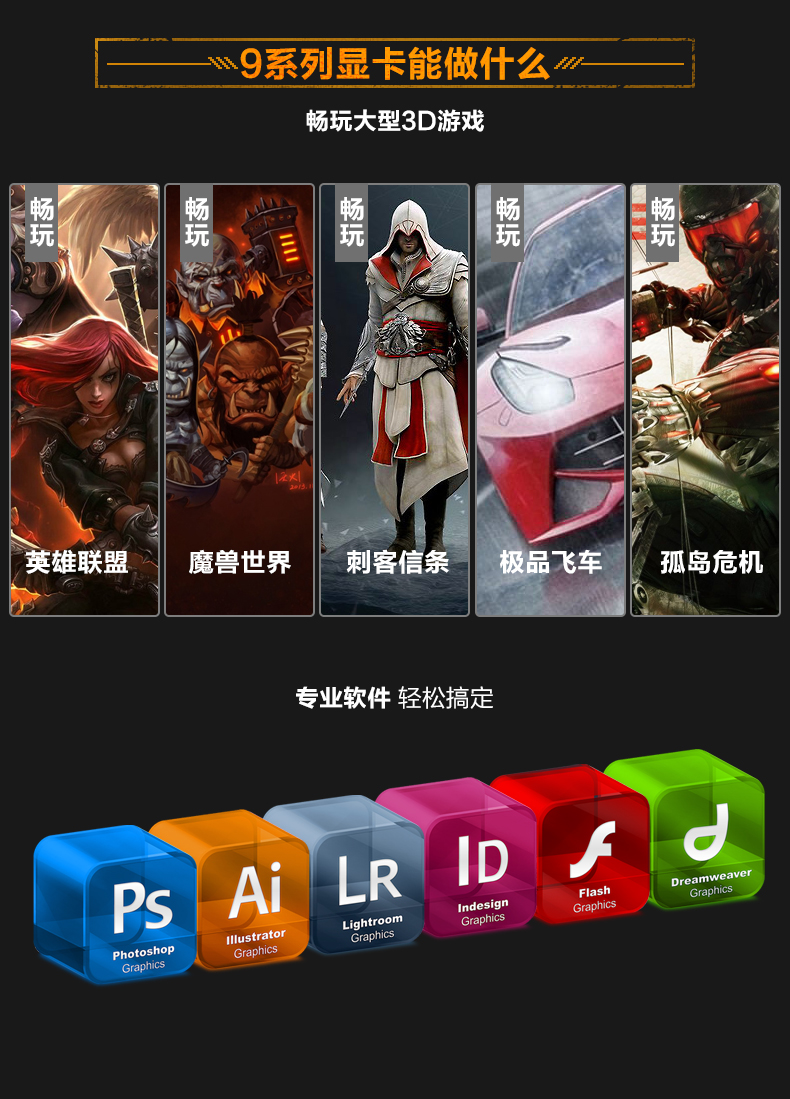 9系列显卡能做什么
畅玩大型3D游戏
畅玩
畅玩
畅玩
畅玩
畅玩
英雄联盟
魔兽世界
刺客信条
极品飞车
孤岛危机
专业软件 轻松搞定
Ps
Photoshop
Graphics
Ai
Illustrator
Graphics
LR
Lightroom
Graphics
ID
Indesign
Graphics
Flash
Graphics
Dreamweaver
Graphics